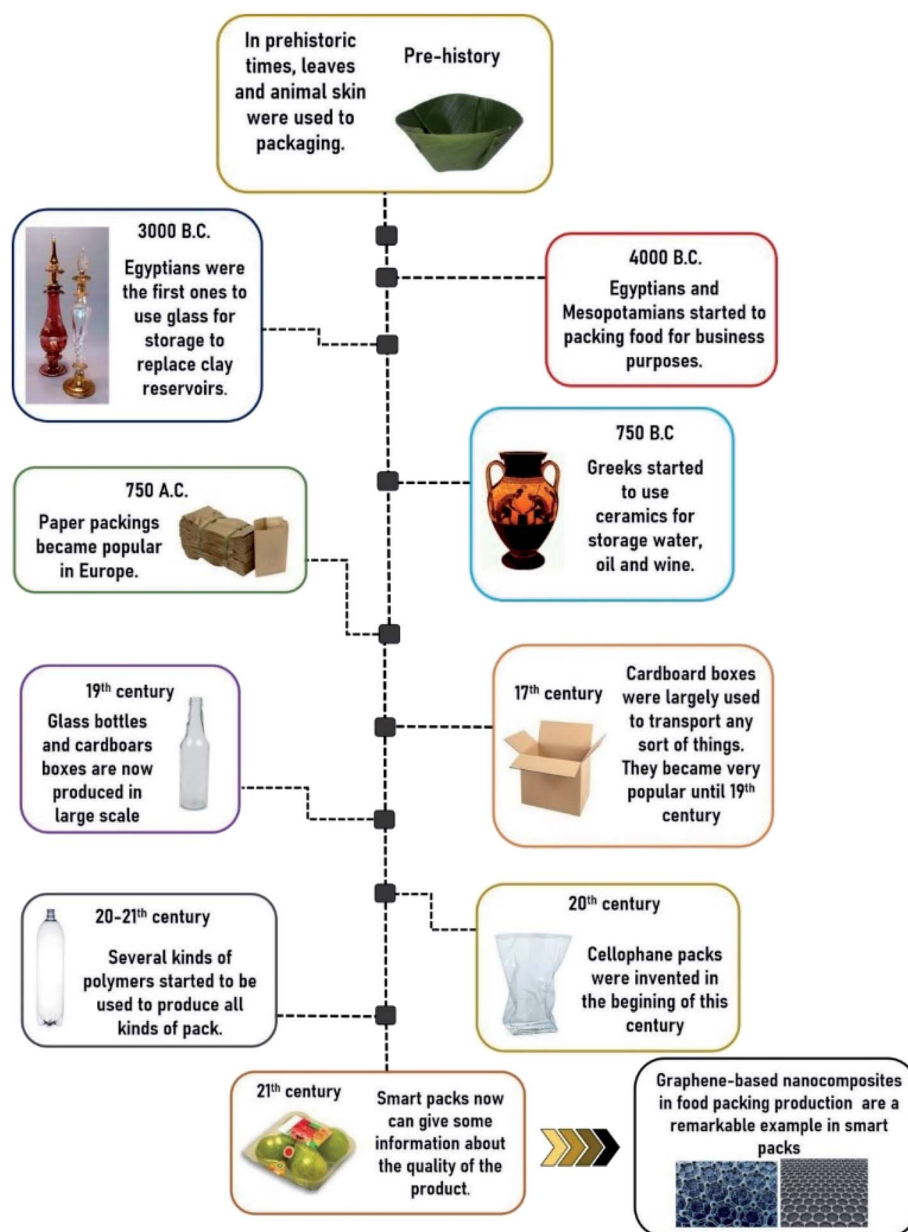 In prehistoric
times, leaves
and animal skin
were used to
packaging.
Pre-history
4000 B.C.
Egyptians and
Mesopotamians started to
packing food for business
purposes.
3000 B.C.
Egyptians were
the first ones to
use glass for
storage to
replace clay
reservoirs.
750 B.C
Greeks started
to use
ceramics for
storage water,
oil and wine.
750 A.C.
Paper packings
became popular
in Europe.
17th century
Cardboard boxes
were largely used
to transport any
sort of things.
They became very
popular until 19th
century
19th century
Glass bottles
and cardboars
boxes are now
produced in
large scale
20th century
Cellophane packs
were invented in
the begining of this
century
20-21th century
Several kinds of
polymers started to be
used to produce all
kinds of pack.
21th century
Smart packs now
can give some
information about
the quality of the
product.
Graphene-based nanocomposites
in food packing production are a
remarkable example in smart
packs